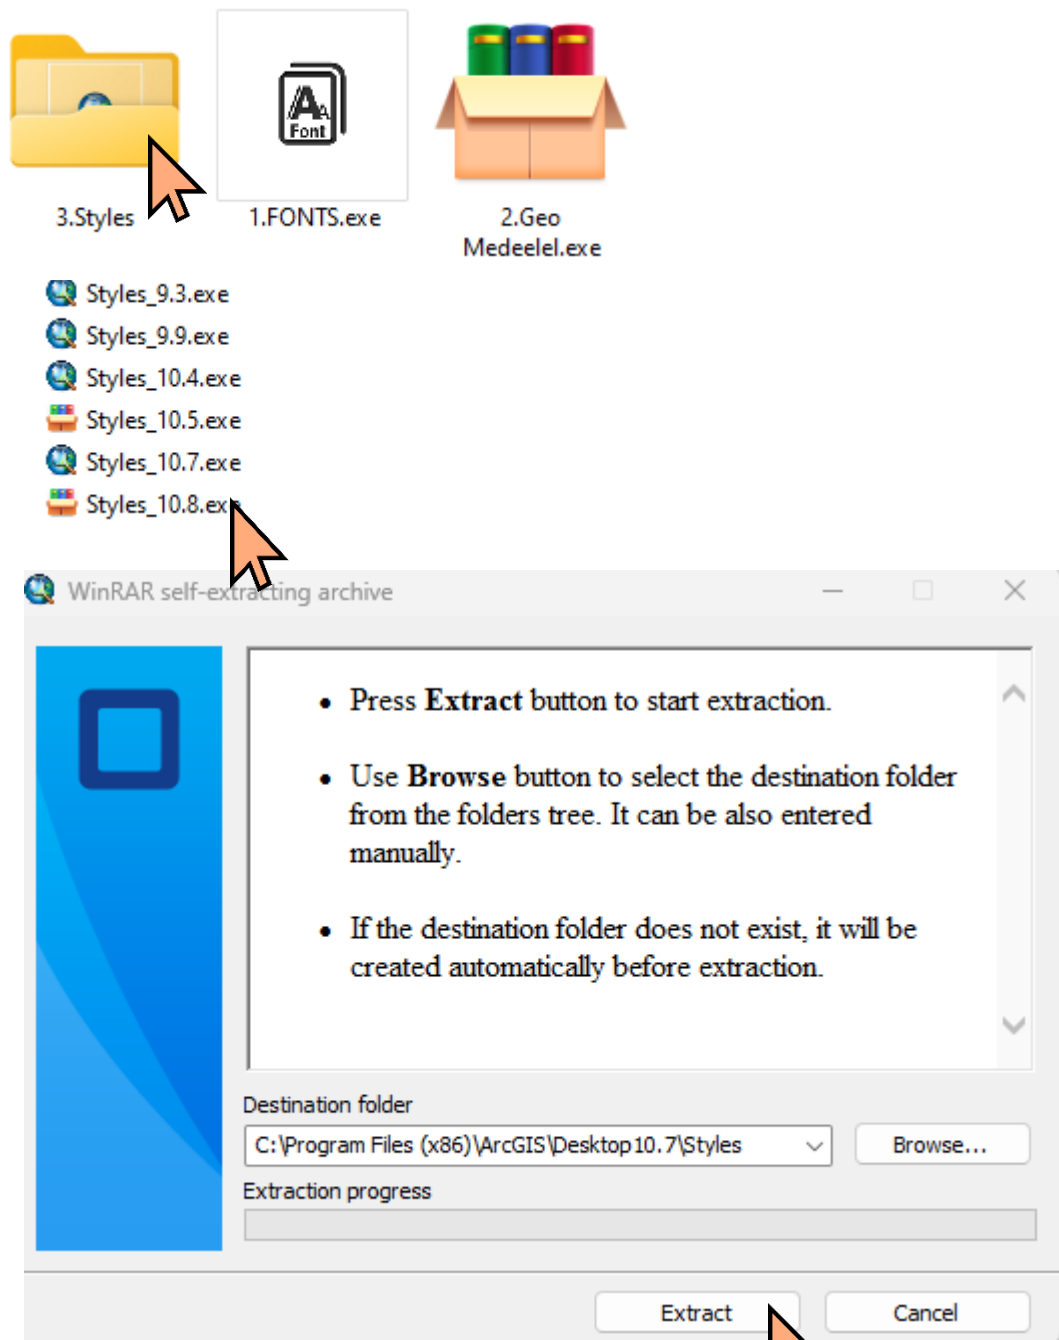 3.Styles
1.FONTS.exe
2.Geo
Medeelel.exe
A A A
Font
Styles_9.3.exe
Styles_9.9.exe
Styles_10.4.exe
Styles_10.5.exe
Styles_10.7.exe
Styles_10.8.exe
WinRAR self-extracting archive
• Press Extract button to start extraction.
• Use Browse button to select the destination folder
from the folders tree. It can be also entered
manually.
• If the destination folder does not exist, it will be
created automatically before extraction.
Destination folder
C:\Program Files (x86)\ArcGIS\Desktop10.7\Styles
Browse...
Extraction progress
Extract
Cancel